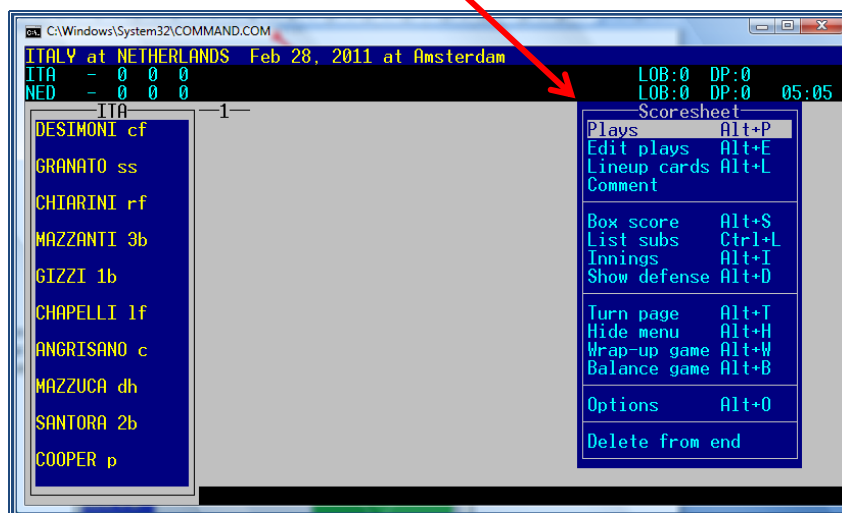 C:\Windows\System32\COMMAND.COM
ITALY at NETHERLANDS Feb 28, 2011 at Amsterdam
ITA - 0 0 0 LOB:0 DP:0
NED - 0 0 0 LOB:0 DP:0 05:05
ITA
1
DESIMONI cf
GRANATO ss
CHIARINI rf
MAZZANTI 3b
GIZZI 1b
CHAPELLI lf
ANGRISANO c
MAZZUCA dh
SANTORA 2b
COOPER p
Scoresheet
Plays Alt+P
Edit plays Alt+E
Lineup cards Alt+L
Comment
Box score Alt+S
List subs Ctrl+L
Innings Alt+I
Show defense Alt+D
Turn page Alt+T
Hide menu Alt+H
Wrap-up game Alt+W
Balance game Alt+B
Options Alt+O
Delete from end